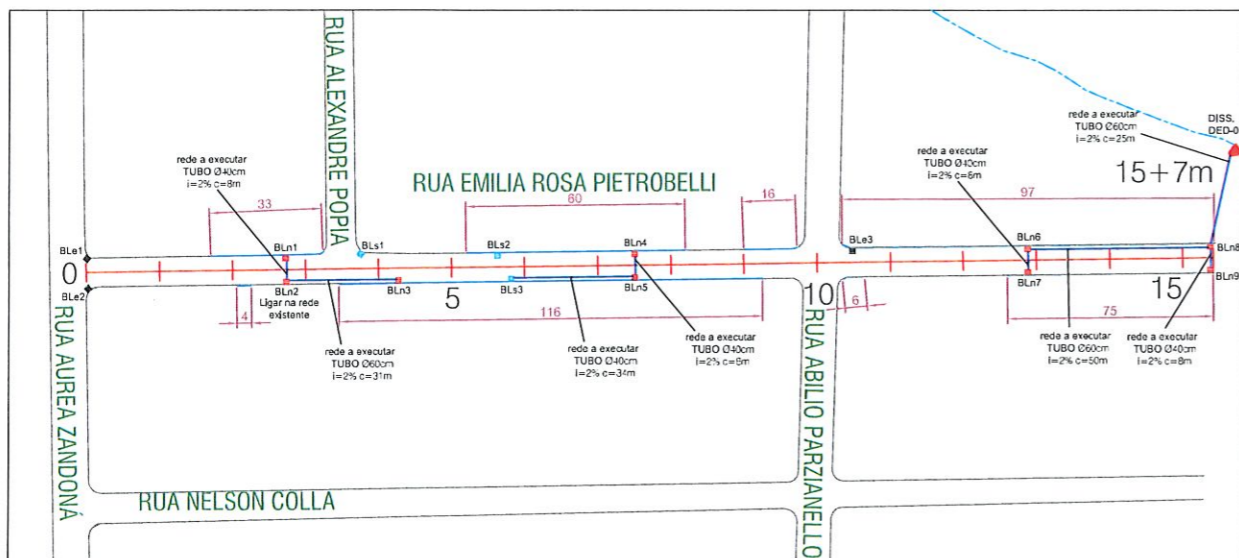 RUA ALEXANDRE POPIA
rede a executar
TUBO Ø60cm
i=2% c=25m
DISS.
DED-0
rede a executar
TUBO Ø40cm
i=2% c=8m
rede a executar
TUBO Ø40cm
i=2% c=6m
15+7m
RUA EMILIA ROSA PIETROBELLI
33
60
16
97
BLe1
BLn1
BLs1
BLs2
BLn4
BLe3
BLn6
BLn8
0
5
10
15
BLe2
BLn2
Ligar na rede
existente
BLn3
BLs3
BLn5
BLn7
BLn9
4
116
6
75
rede a executar
TUBO Ø60cm
i=2% c=31m
rede a executar
TUBO Ø40cm
i=2% c=34m
rede a executar
TUBO Ø40cm
rede a executar
TUBO Ø60cm
i=2% c=50m
rede a executar
TUBO Ø40cm
i=2% c=8m
RUA AUREA ZANDONÁ
RUA ABILIO PARZIANELLO
RUA NELSON COLLA